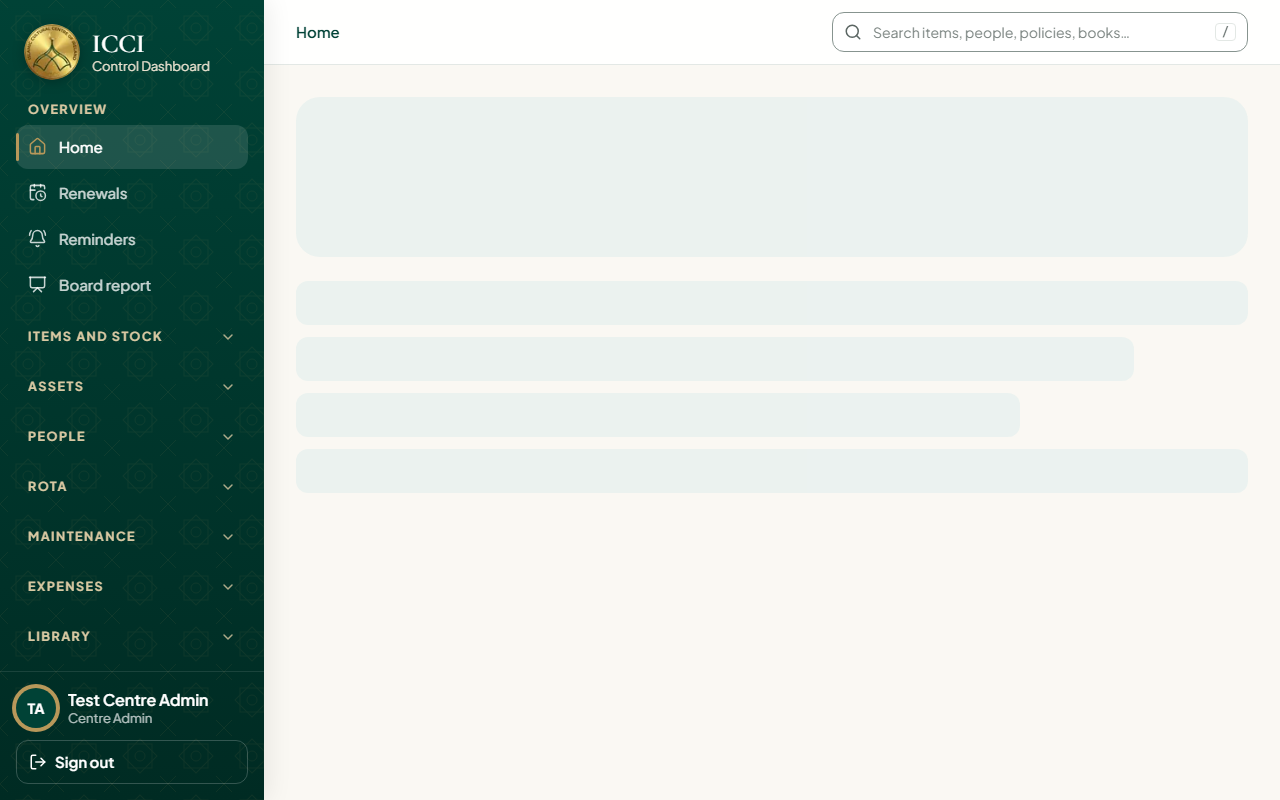 ICCI
Control Dashboard
OVERVIEW
Home
Renewals
Reminders
Board report
ITEMS AND STOCK
ASSETS
PEOPLE
ROTA
MAINTENANCE
EXPENSES
LIBRARY
TA
Test Centre Admin
Centre Admin
Sign out
Home
Search items, people, policies, books...
/